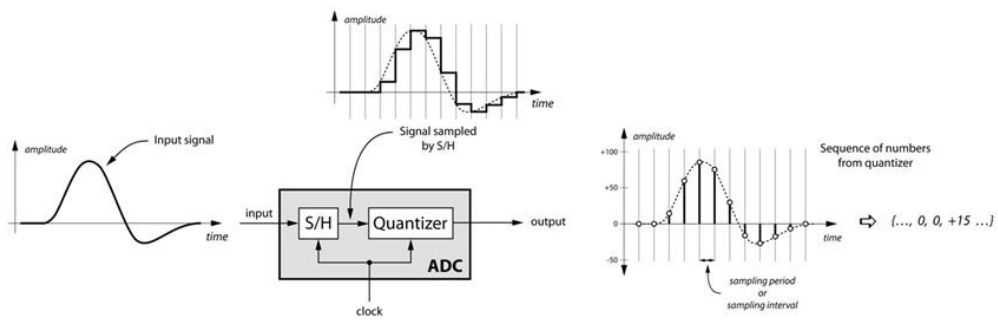 amplitude
Input signal
time
amplitude
time
Signal sampled
by S/H
input
S/H
Quantizer
output
ADC
clock
amplitude
+100
+50
0
-50
time
sampling period
or
sampling interval
Sequence of numbers
from quantizer
{..., 0, 0, +15 ...}